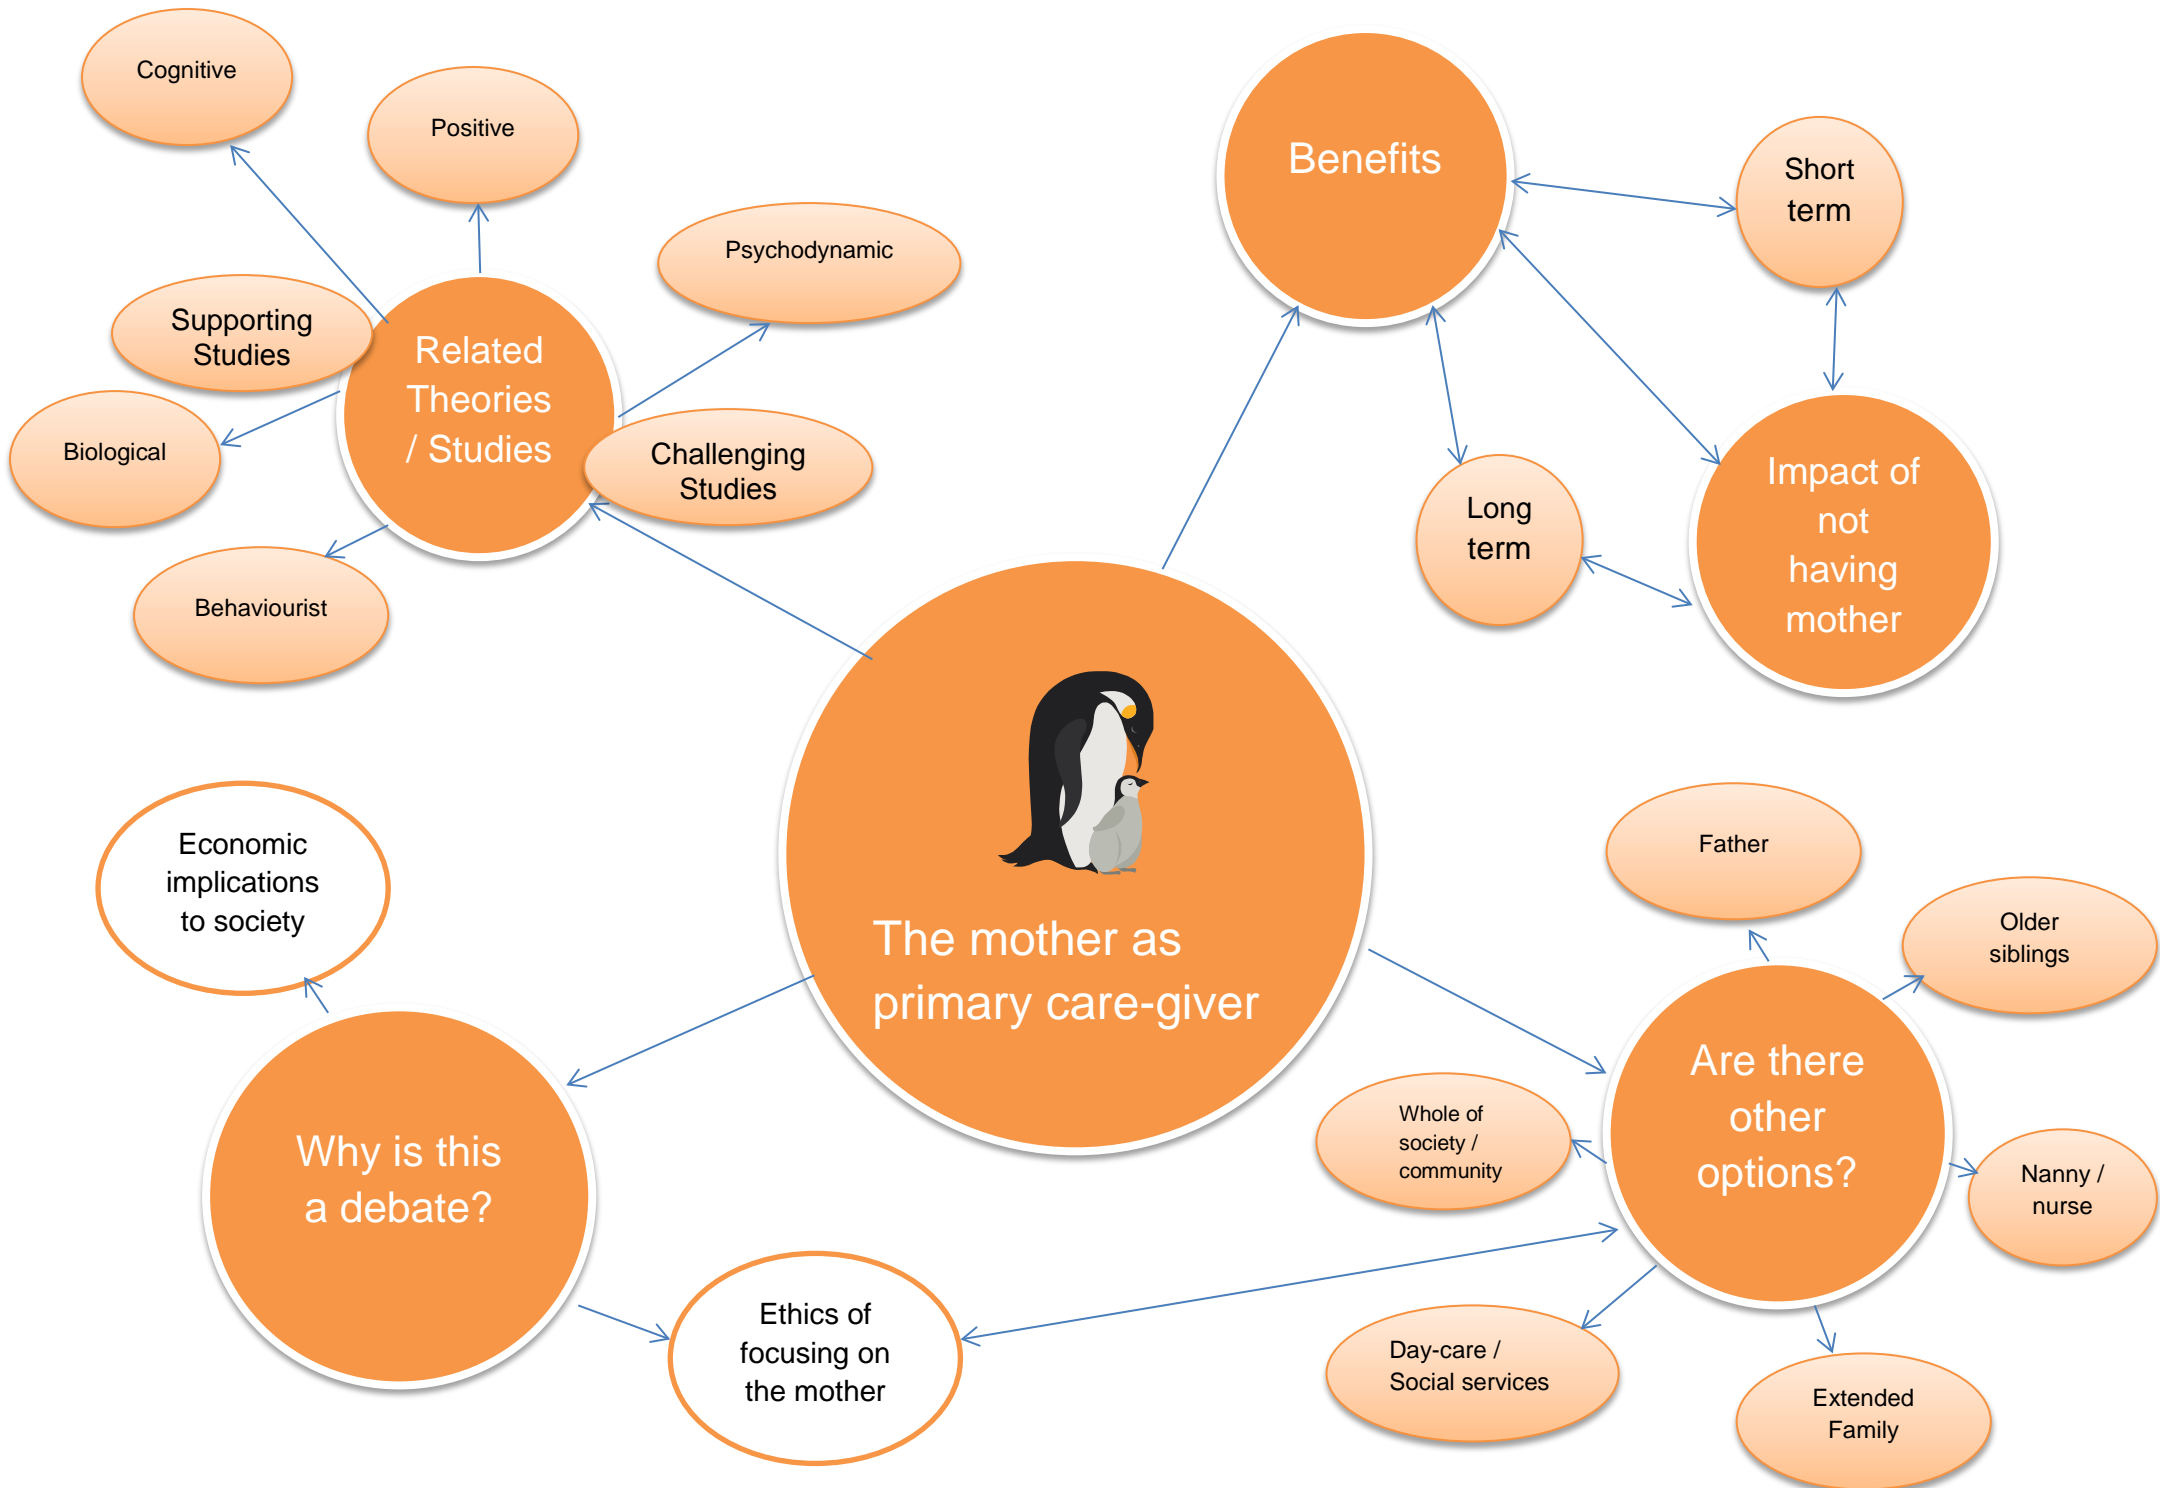 Cognitive
Positive
Psychodynamic
Supporting
Studies
Related
Theories
/ Studies
Biological
Challenging
Studies
Behaviourist
Benefits
Short
term
Long
term
Impact of
not
having
mother
The mother as
primary care-giver
Economic
implications
to society
Why is this
a debate?
Ethics of
focusing on
the mother
Father
Older
siblings
Are there
other
options?
Whole of
society /
community
Nanny /
nurse
Day-care /
Social services
Extended
Family